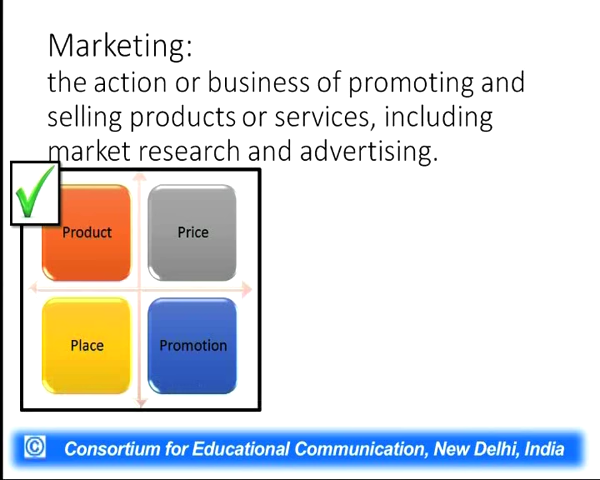 Marketing:
the action or business of promoting and
selling products or services, including
market research and advertising.
Product
Price
Place
Promotion
© Consortium for Educational Communication, New Delhi, India